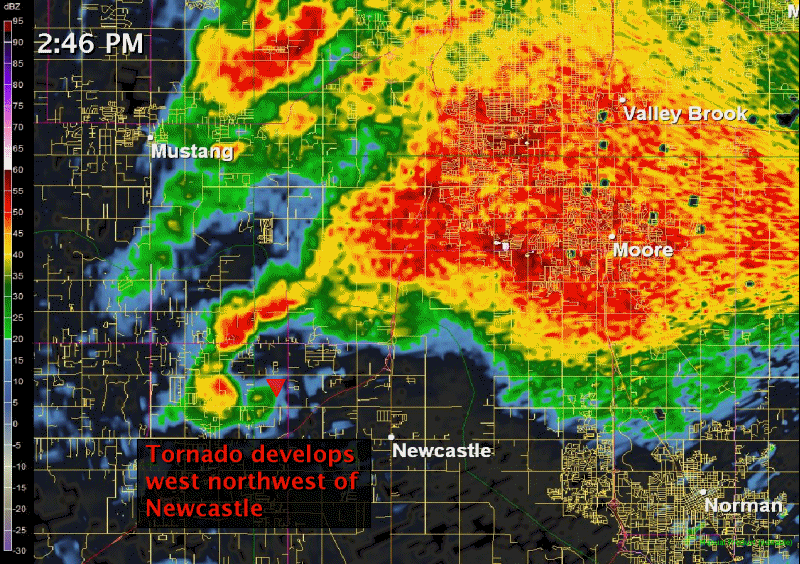 dBZ
2:46 PM
M
95
90
85
80
75
70
65
60
55
50
45
40
35
30
25
20
15
10
5
0
-5
-10
-15
-20
-25
-30
Valley Brook
Mustang
Moore
Newcastle
Tornado develops
west northwest of
Newcastle
Norman